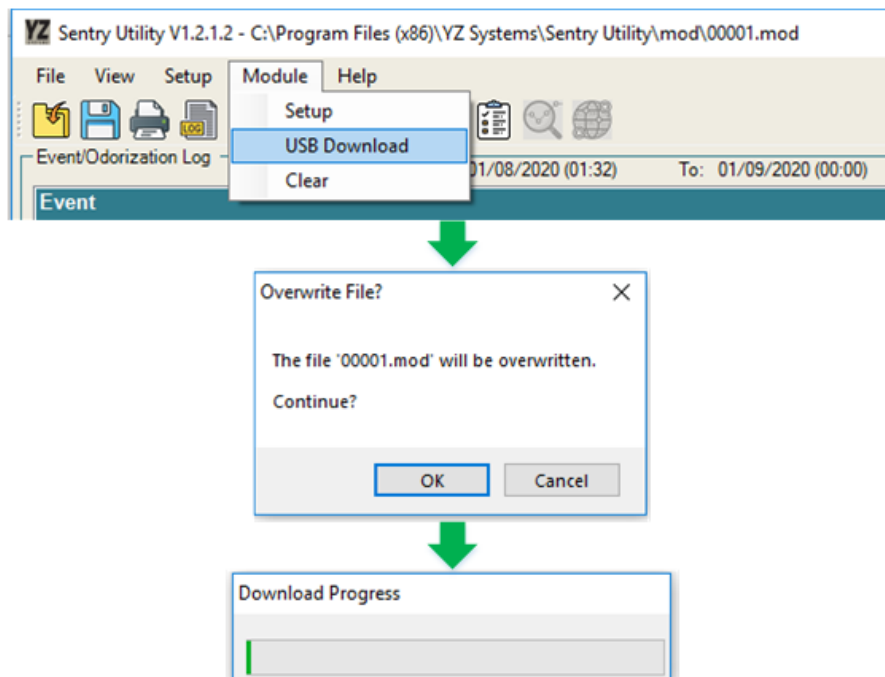 YZ Sentry Utility V1.2.1.2 - C:\Program Files (x86)\YZ Systems\Sentry Utility\mod\00001.mod
File View Setup Module Help
Setup
LOG
USB Download
Event/Odorization Log
01/08/2020 (01:32) To: 01/09/2020 (00:00)
Clear
Event
Overwrite File?
The file '00001.mod' will be overwritten.
Continue?
OK Cancel
Download Progress